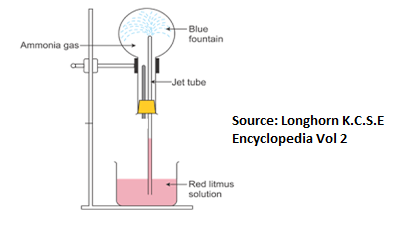 Blue
fountain
Ammonia gas
Jet tube
Source: Longhorn K.C.S.E
Encyclopedia Vol 2
Red litmus
solution